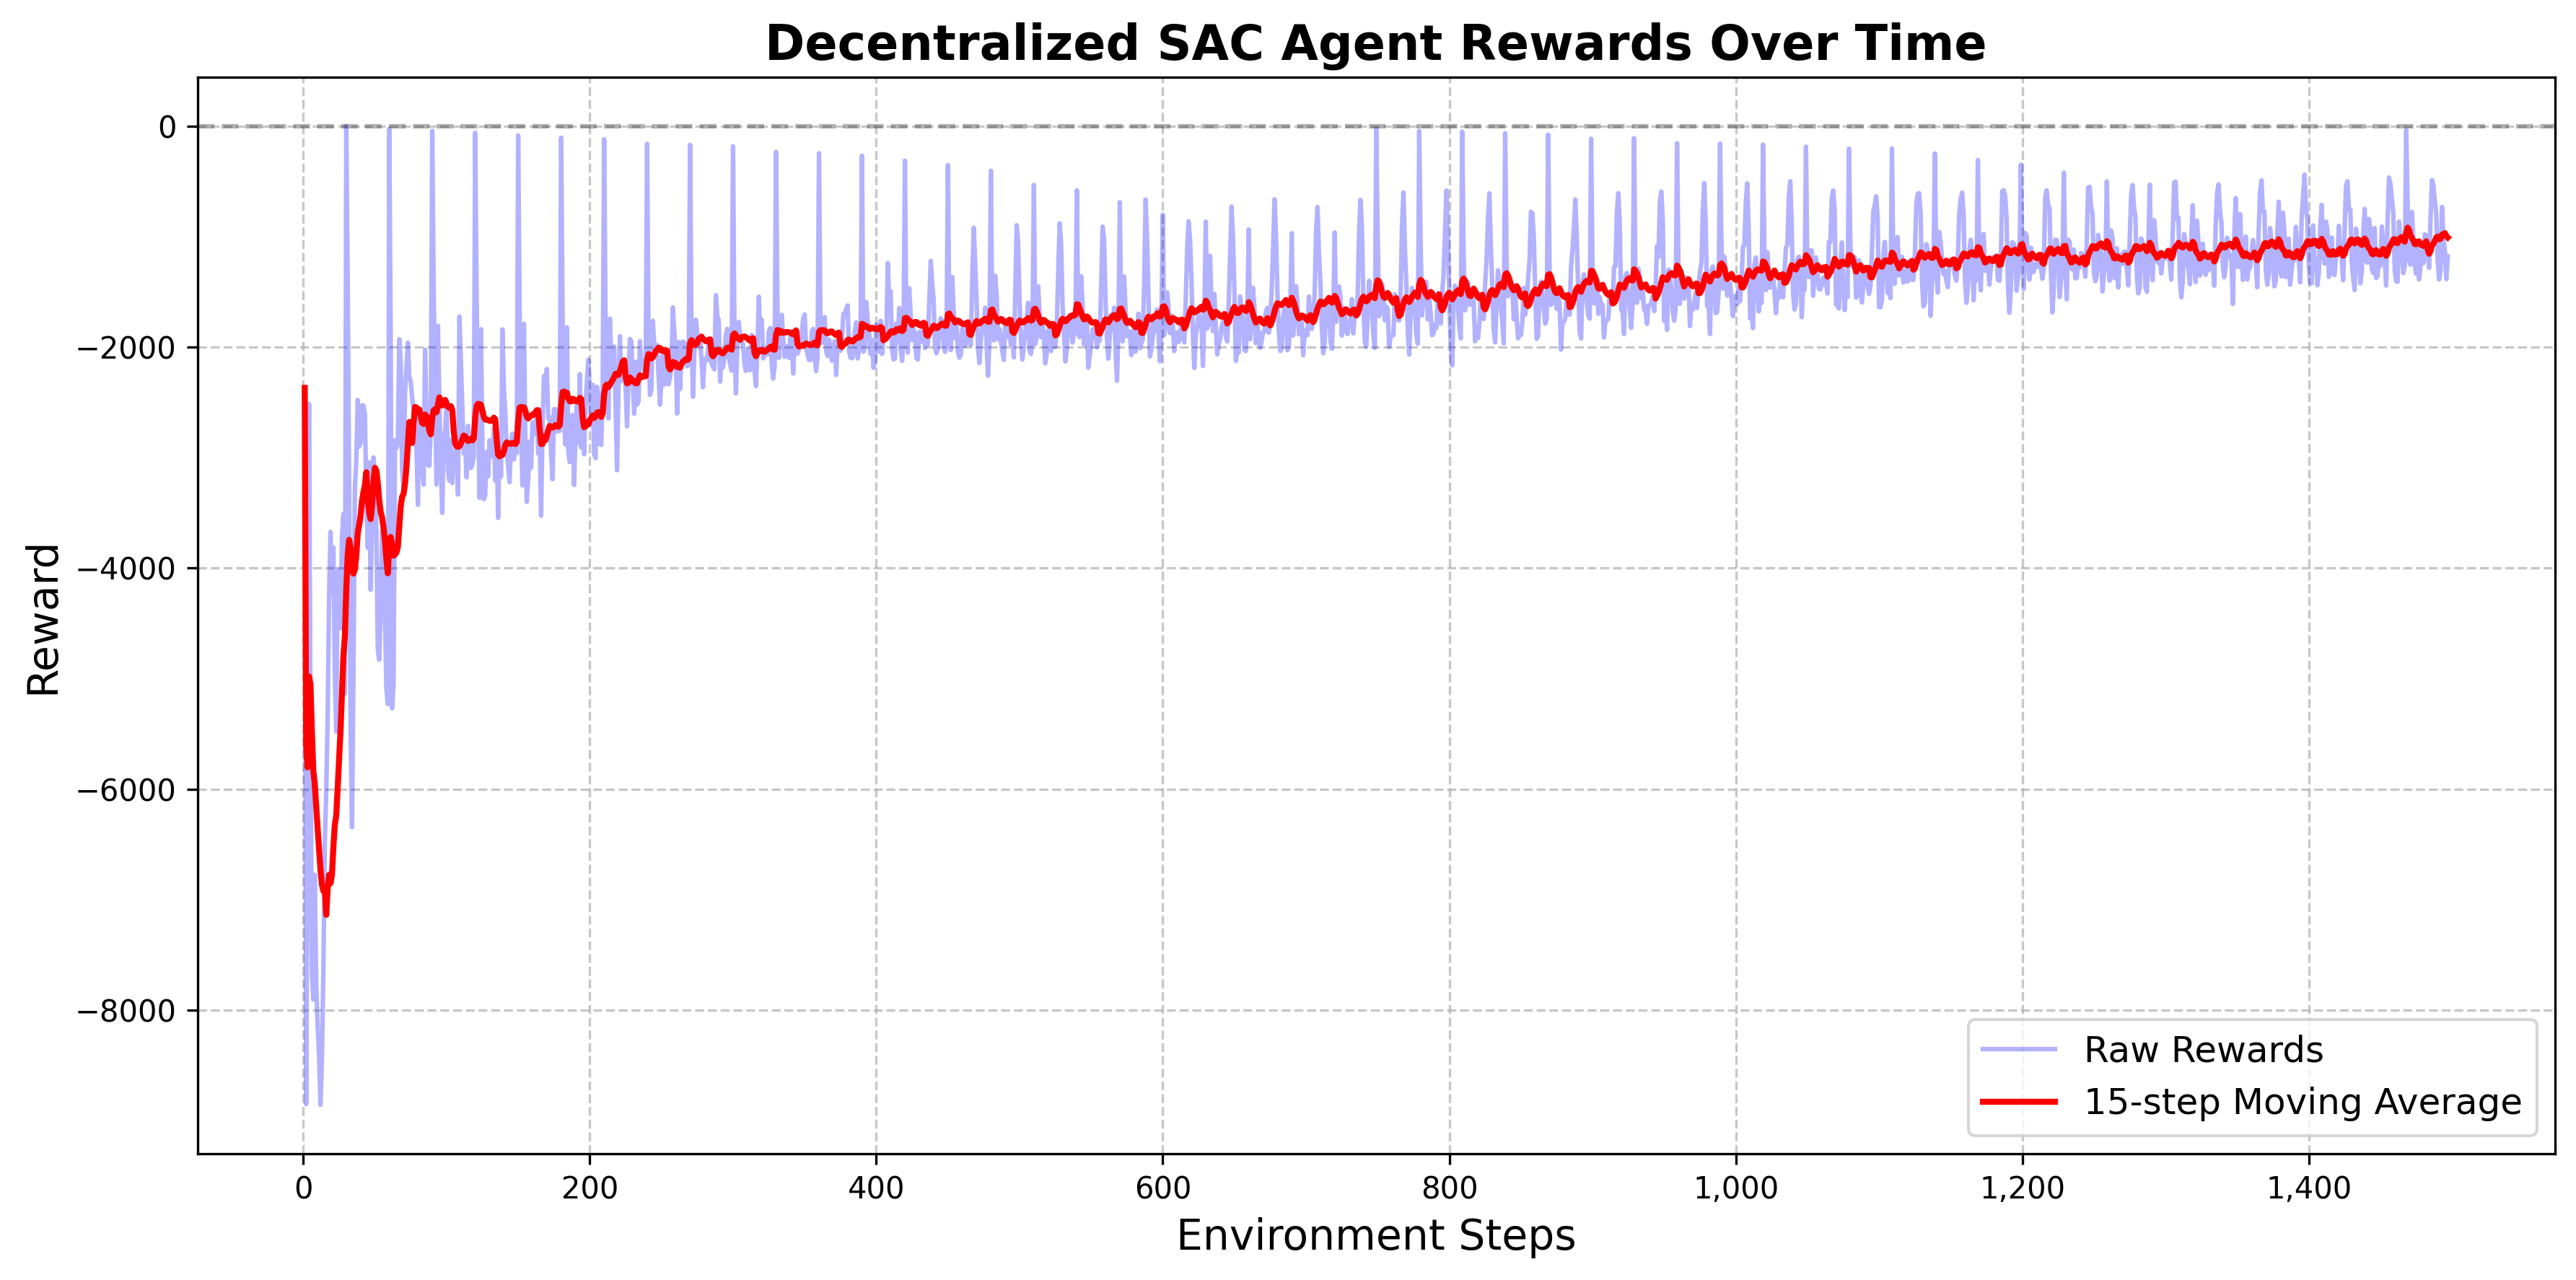 Decentralized SAC Agent Rewards Over Time
Reward
0
−2000
−4000
−6000
−8000
0
200
400
600
800
1,000
1,200
1,400
Environment Steps
Raw Rewards
15-step Moving Average